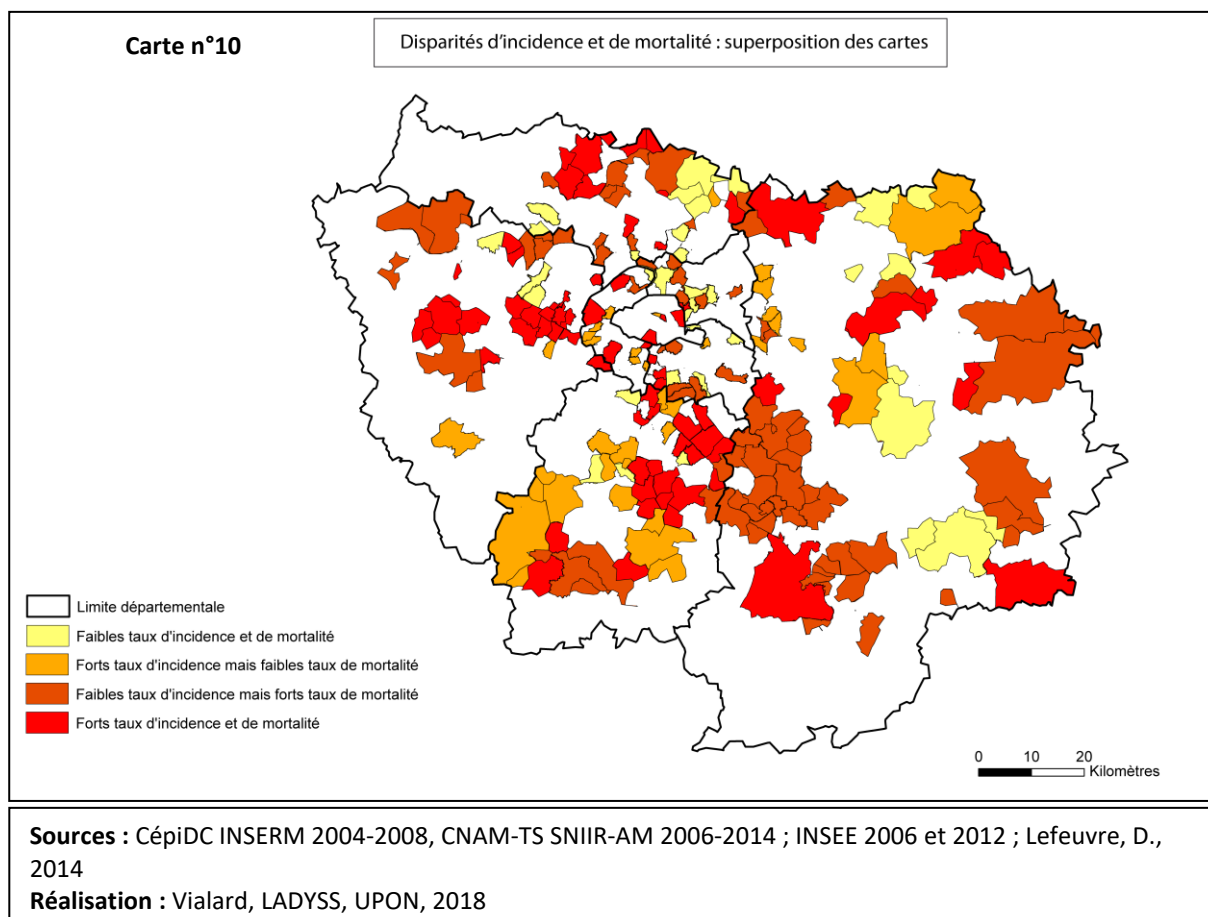 Carte n°10
Disparités d'incidence et de mortalité : superposition des cartes
Limite départementale
Faibles taux d'incidence et de mortalité
Forts taux d'incidence mais faibles taux de mortalité
Faibles taux d'incidence mais forts taux de mortalité
Forts taux d'incidence et de mortalité
0 10 20
Kilomètres
Sources : CépiDC INSERM 2004-2008, CNAM-TS SNIIR-AM 2006-2014 ; INSEE 2006 et 2012 ; Lefeuvre, D.,
2014
Réalisation : Vialard, LADYSS, UPON, 2018